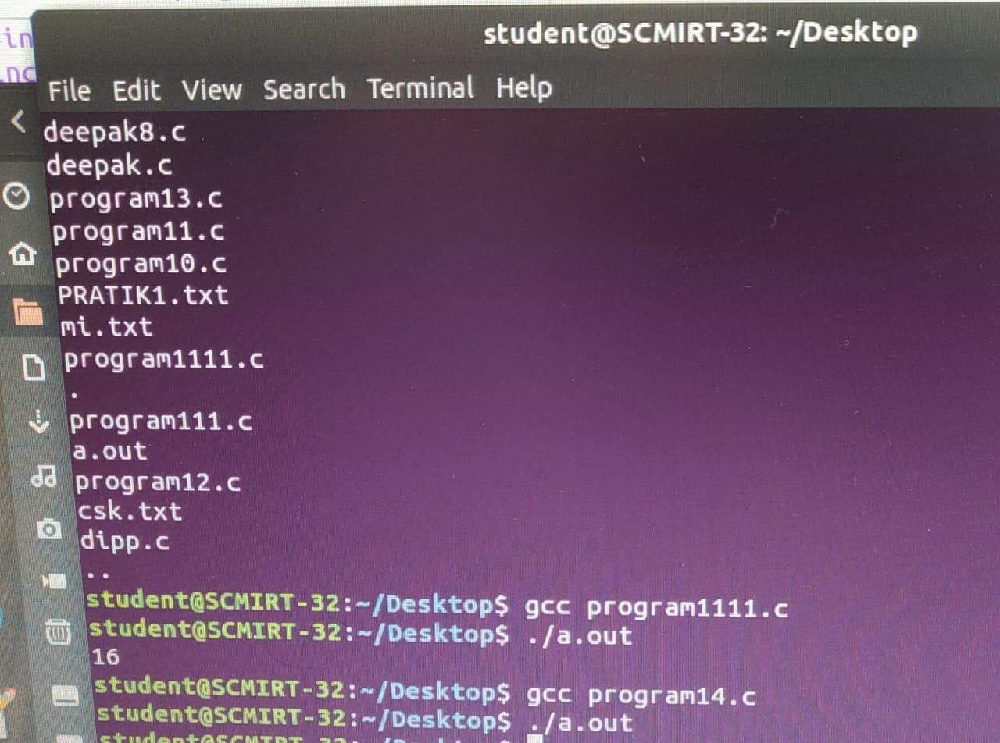 in
inc
student@SCMIRT-32: ~/Desktop
File Edit View Search Terminal Help
deepak8.c
deepak.c
program13.c
program11.c
program10.c
PRATIK1.txt
mi.txt
program1111.c
.
program111.c
a.out
program12.c
csk.txt
dipp.c
..
student@SCMIRT-32:~/Desktop$ gcc program1111.c
student@SCMIRT-32:~/Desktop$ ./a.out
16
student@SCMIRT-32:~/Desktop$ gcc program14.c
student@SCMIRT-32:~/Desktop$ ./a.out